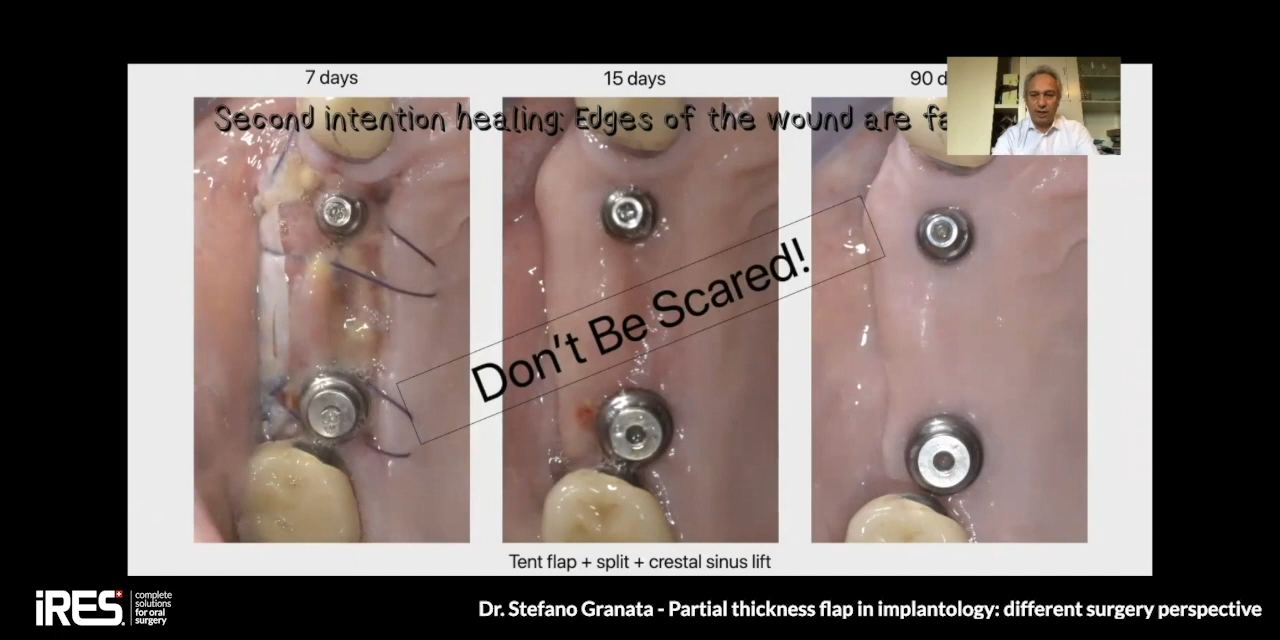 7 days
15 days
90 d
Second intention healing: Edges of the wound are fa
Don't Be Scared!
Tent flap + split + crestal sinus lift
iRES
complete
solutions
for oral
surgery
Dr. Stefano Granata - Partial thickness flap in implantology: different surgery perspective